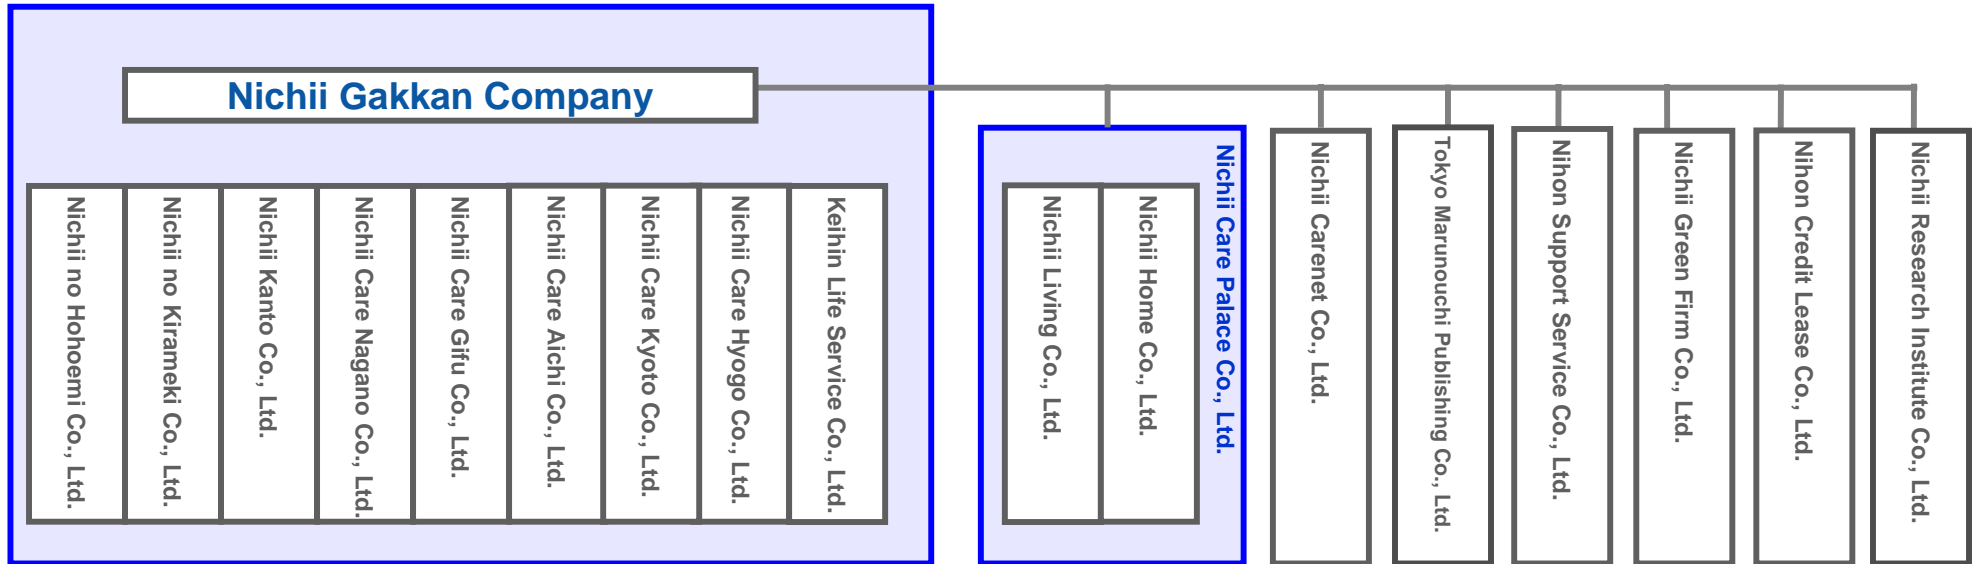 Nichii Gakkan Company
Nichii no Hohoemi Co., Ltd.
Nichii no Kirameki Co., Ltd.
Nichii Kanto Co., Ltd.
Nichii Care Nagano Co., Ltd.
Nichii Care Gifu Co., Ltd.
Nichii Care Aichi Co., Ltd.
Nichii Care Kyoto Co., Ltd.
Nichii Care Hyogo Co., Ltd.
Keihin Life Service Co., Ltd.
Nichii Living Co., Ltd.
Nichii Home Co., Ltd.
Nichii Care Palace Co., Ltd.
Nichii Carenet Co., Ltd.
Tokyo Marunouchi Publishing Co., Ltd.
Nihon Support Service Co., Ltd.
Nichii Green Firm Co., Ltd.
Nihon Credit Lease Co., Ltd.
Nichii Research Institute Co., Ltd.